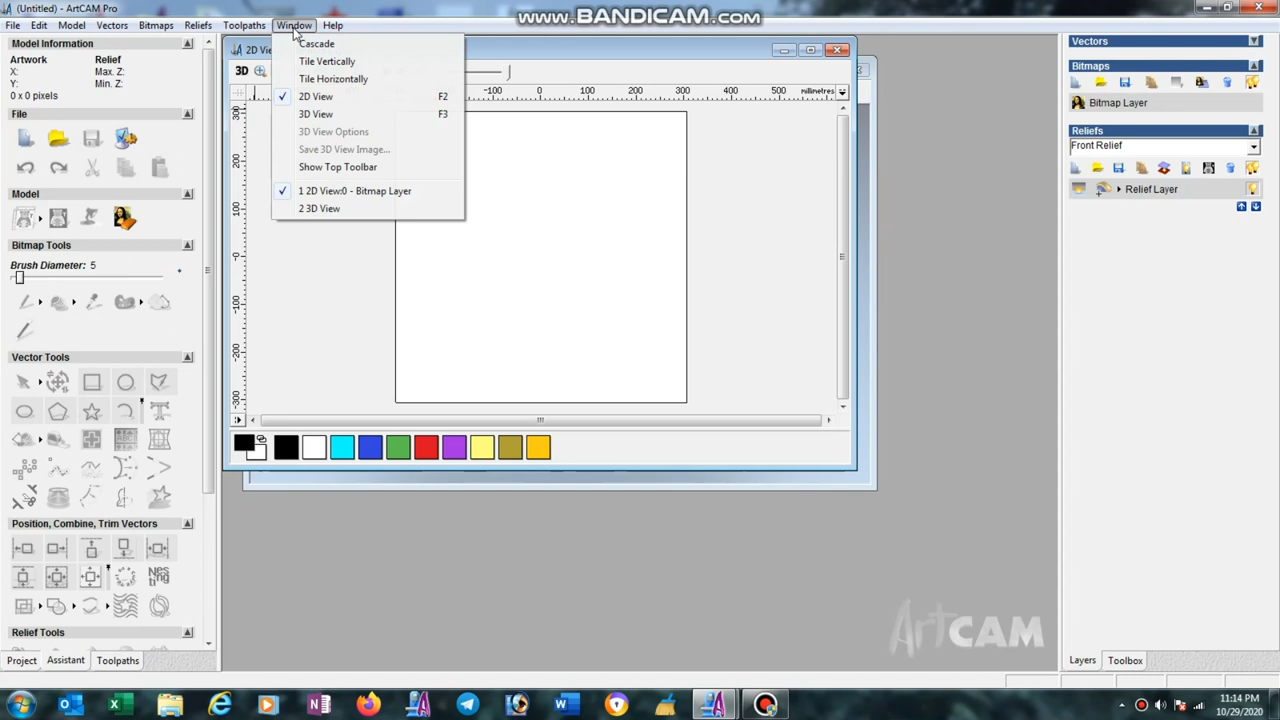 (Untitled) - ArtCAM Pro
www.BANDICAM.com
File Edit Model Vectors Bitmaps Reliefs Toolpaths Window Help
Model Information
Artwork Relief
X: Max. Z:
Y: Min. Z:
0 x 0 pixels
File
Model
Bitmap Tools
Brush Diameter: 5
Vector Tools
ABC
Position, Combine, Trim Vectors
Nesting
Relief Tools
Project Assistant Toolpaths
2D Vie
3D
Cascade
Tile Vertically
Tile Horizontally
2D View F2
3D View F3
3D View Options
Save 3D View Image...
Show Top Toolbar
1 2D View:0 - Bitmap Layer
2 3D View
-100 0 100 200 300 400 500 millimetres
300
200
100
-0
-100
-200
-300
ArtCAM
Vectors
Bitmaps
Bitmap Layer
Reliefs
Front Relief
Relief Layer
Layers Toolbox
11:14 PM
10/29/2020